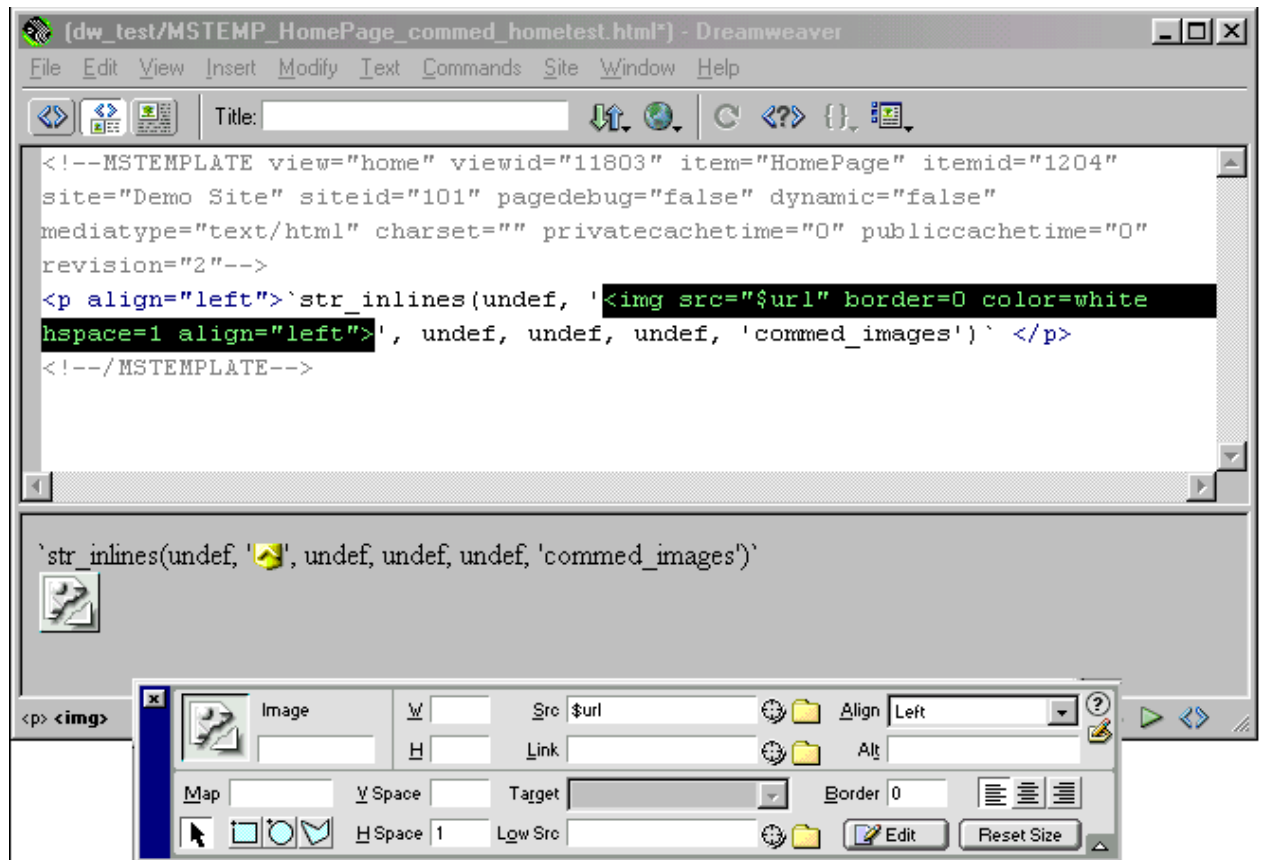 (dw_test/MSTEMP_HomePage_commed_hometest.html*) - Dreamweaver
File Edit View Insert Modify Text Commands Site Window Help
Title:
<!--MSTEMPLATE view="home" viewid="11803" item="HomePage" itemid="1204"
site="Demo Site" siteid="101" pagedebug="false" dynamic="false"
mediatype="text/html" charset="" privatecachetime="0" publiccachetime="0"
revision="2"-->
<p align="left">`str_inlines(undef, '<img src="$url" border=0 color=white
hspace=1 align="left">', undef, undef, undef, 'commed_images')` </p>
<!--/MSTEMPLATE-->
`str_inlines(undef, '', undef, undef, undef, 'commed_images')`
<p> <img>
Image W Src $url Align Left
H Link Alt
Map V Space Target Border 0
H Space 1 Low Src Edit Reset Size